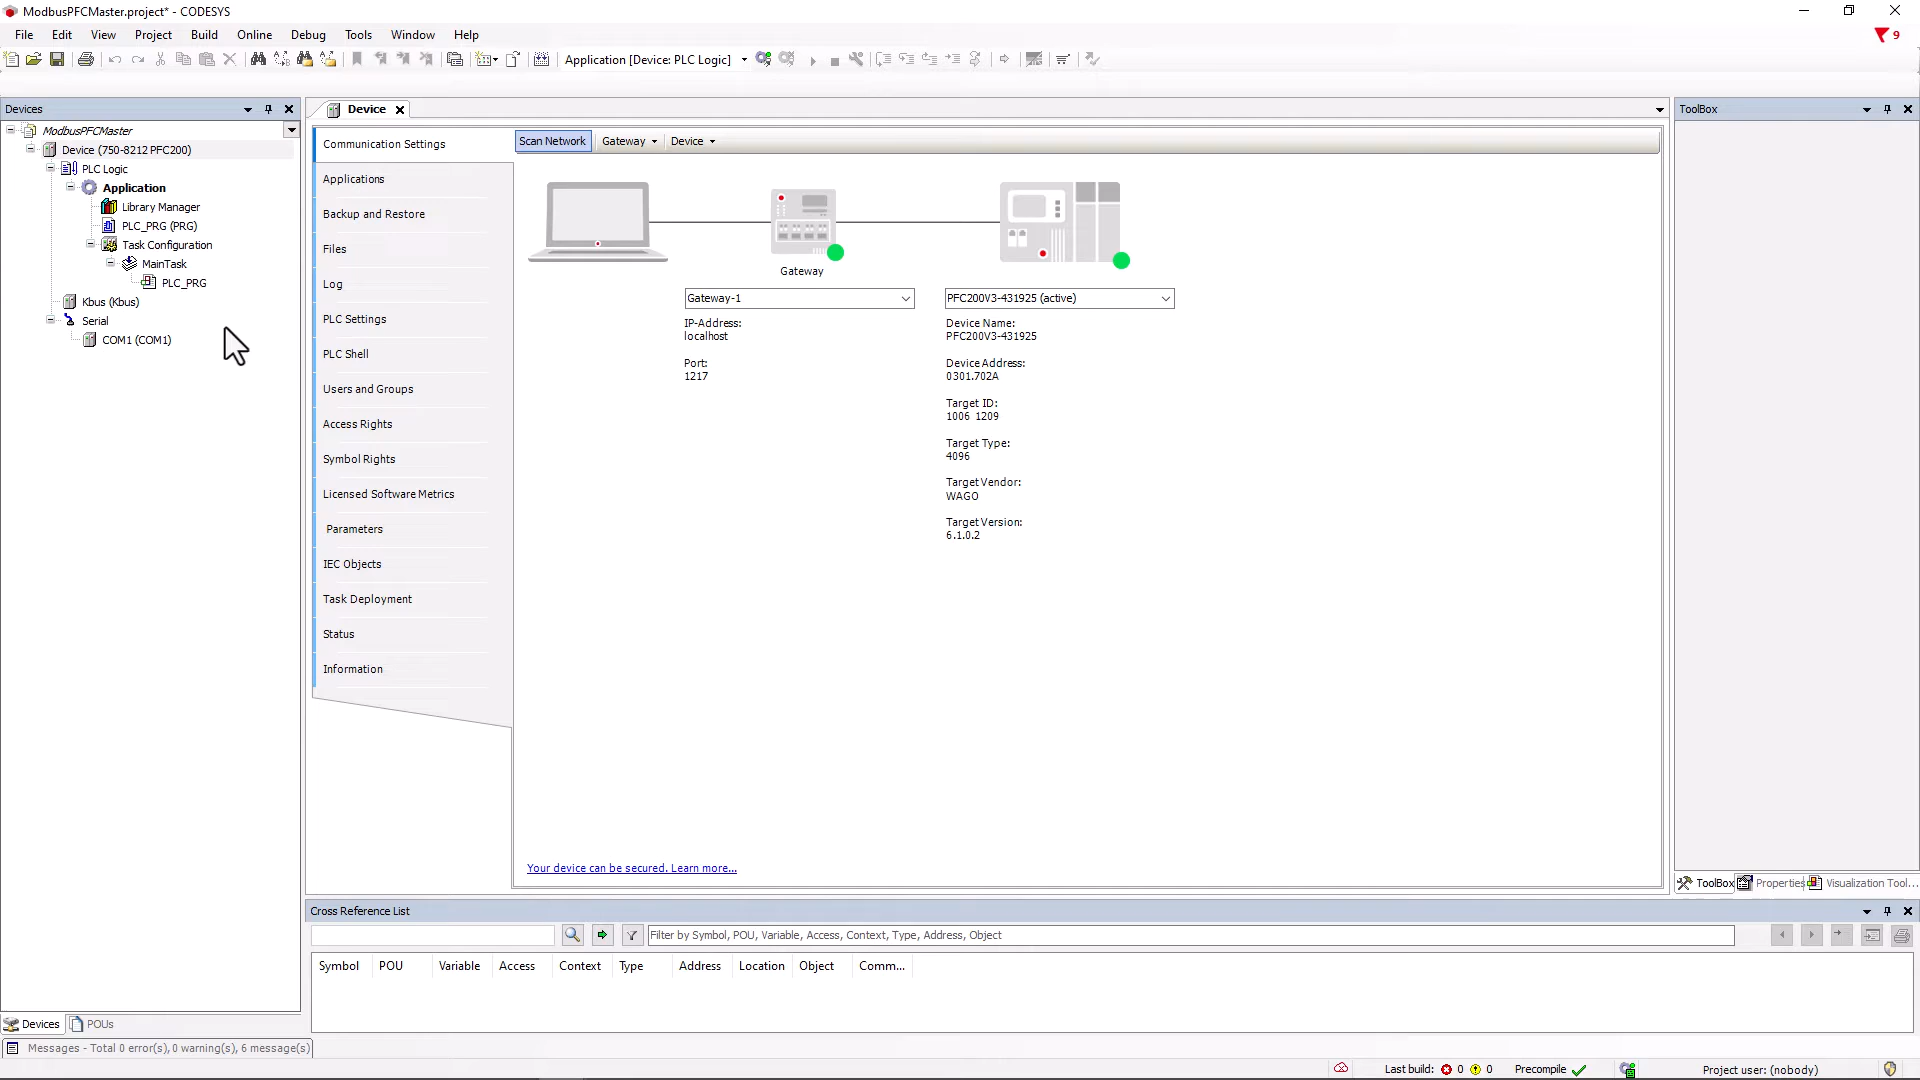 ModbusPFCMaster.project* - CODESYS
File Edit View Project Build Online Debug Tools Window Help
9
Application [Device: PLC Logic]
Devices
ModbusPFCMaster
Device (750-8212 PFC200)
PLC Logic
Application
Library Manager
PLC_PRG (PRG)
Task Configuration
MainTask
PLC_PRG
Kbus (Kbus)
Serial
COM1 (COM1)
Device
Communication Settings
Applications
Backup and Restore
Files
Log
PLC Settings
PLC Shell
Users and Groups
Access Rights
Symbol Rights
Licensed Software Metrics
Parameters
IEC Objects
Task Deployment
Status
Information
Scan Network Gateway Device
Gateway
Gateway-1
IP-Address:
localhost
Port:
1217
PFC200V3-431925 (active)
Device Name:
PFC200V3-431925
Device Address:
0301.702A
Target ID:
1006 1209
Target Type:
4096
Target Vendor:
WAGO
Target Version:
6.1.0.2
Your device can be secured. Learn more...
ToolBox
ToolBox Properties Visualization Tool...
Cross Reference List
Filter by Symbol, POU, Variable, Access, Context, Type, Address, Object
Symbol POU Variable Access Context Type Address Location Object Comm...
Devices POUs
Messages - Total 0 error(s), 0 warning(s), 6 message(s)
Last build: 0 0 Precompile Project user: (nobody)